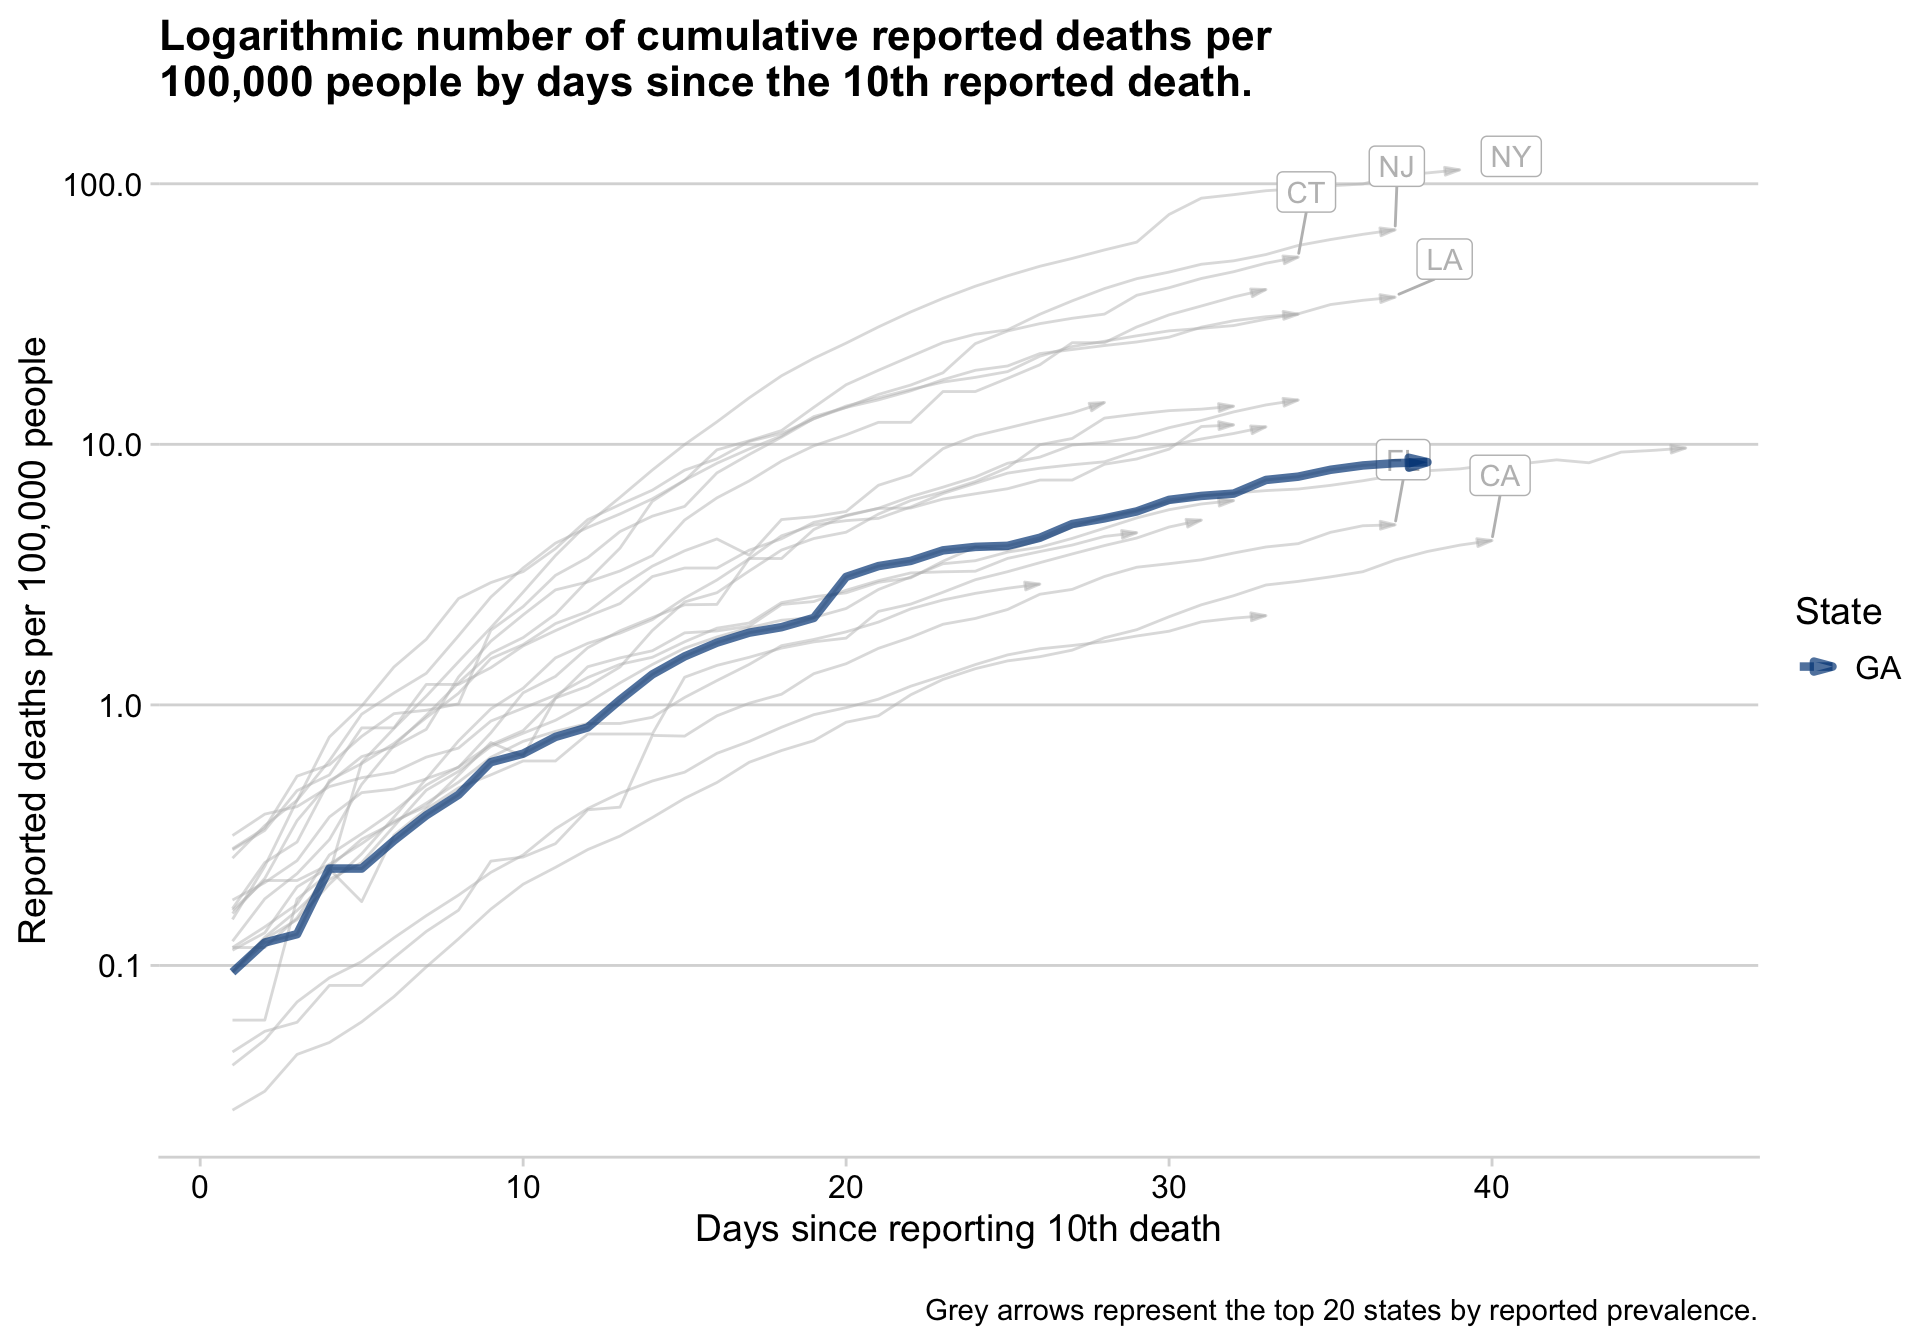 Logarithmic number of cumulative reported deaths per
100,000 people by days since the 10th reported death.
Reported deaths per 100,000 people
100.0
10.0
1.0
0.1
NY
NJ
CT
LA
FL
CA
State
GA
0 10 20 30 40
Days since reporting 10th death
Grey arrows represent the top 20 states by reported prevalence.